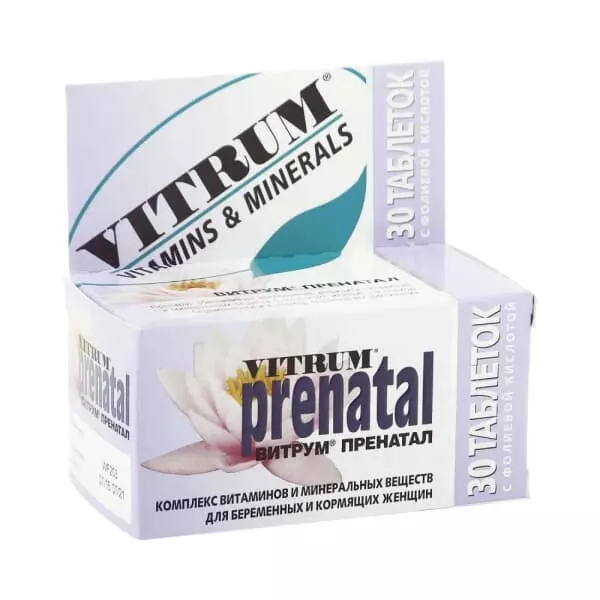 VITRUM®
VITAMINS & MINERALS
30 ТАБЛЕТОК
С ФОЛИЕВОЙ КИСЛОТОЙ
ВИТРУМ® ПРЕНАТАЛ
VITRUM®
prenatal
ВИТРУМ® ПРЕНАТАЛ
КОМПЛЕКС ВИТАМИНОВ И МИНЕРАЛЬНЫХ ВЕЩЕСТВ
ДЛЯ БЕРЕМЕННЫХ И КОРМЯЩИХ ЖЕНЩИН
30 ТАБЛЕТОК
С ФОЛИЕВОЙ КИСЛОТОЙ